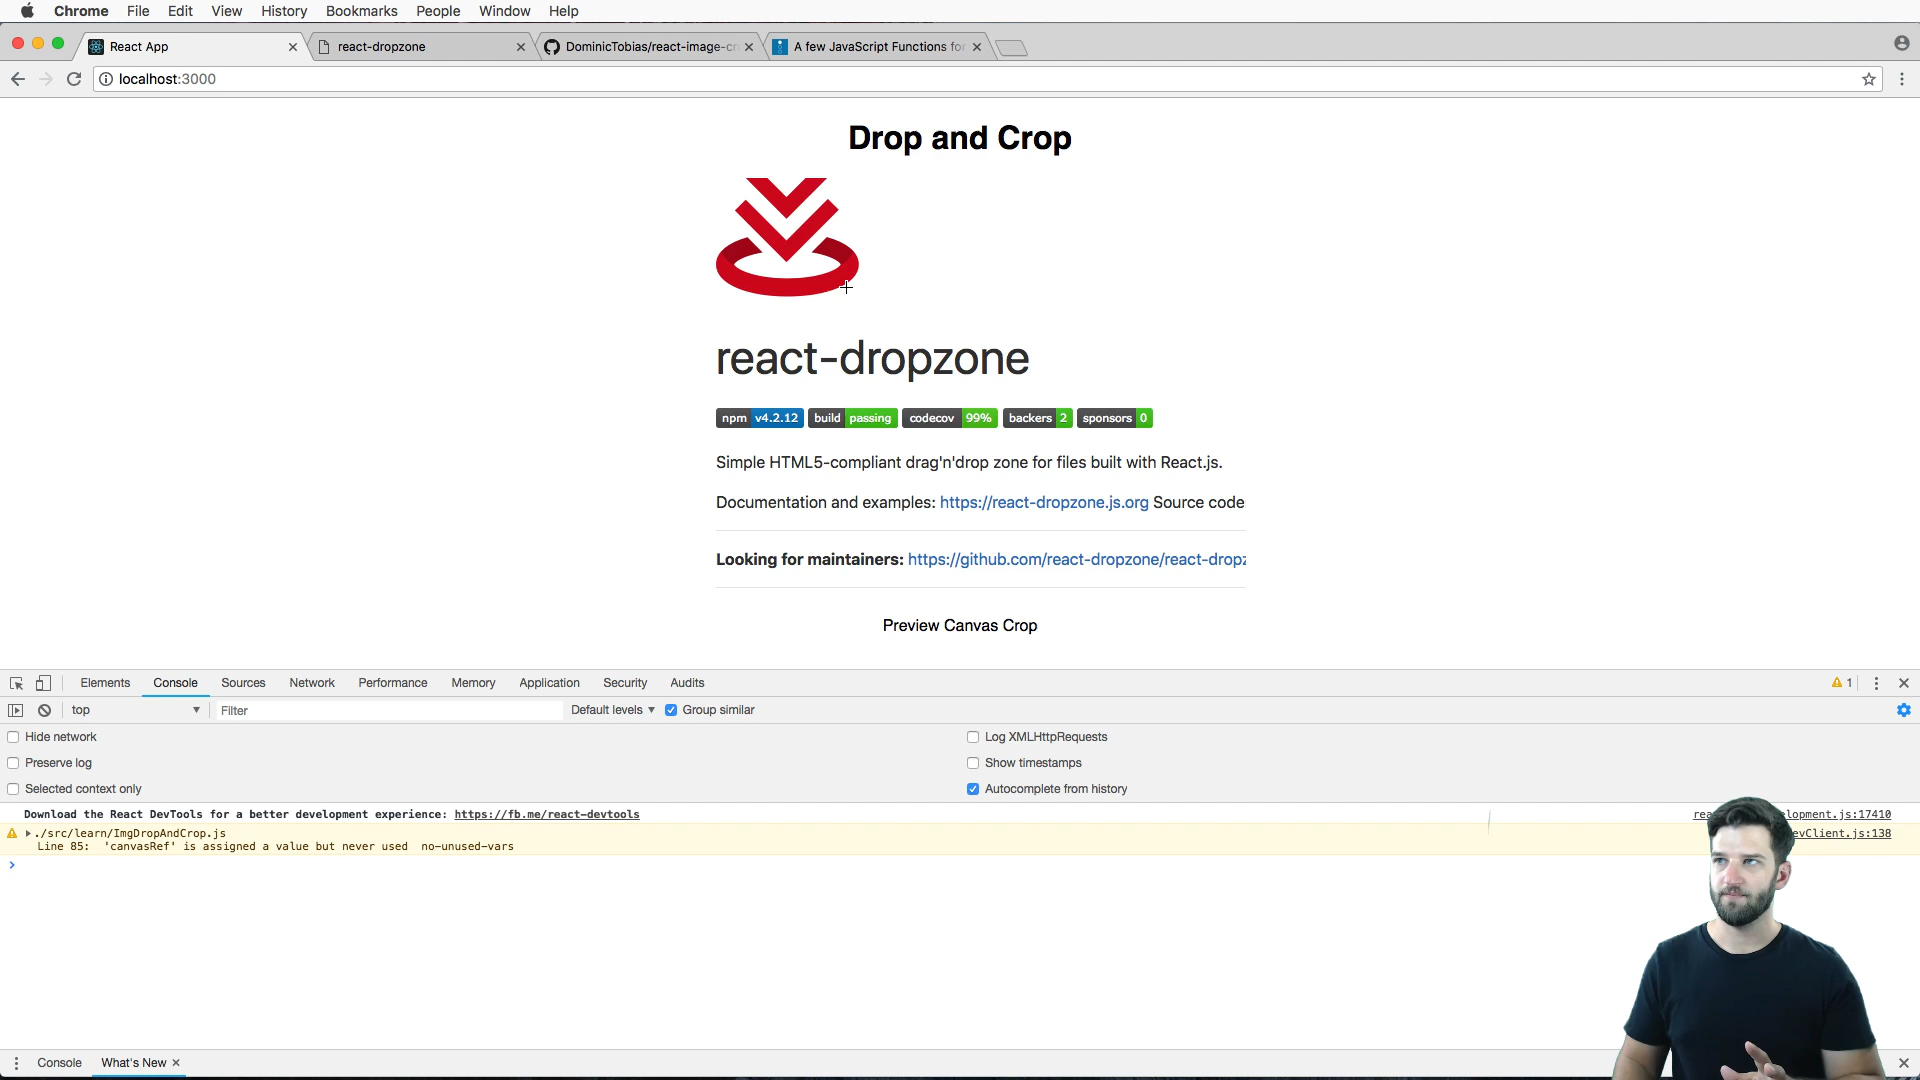 Chrome File Edit View History Bookmarks People Window Help
React App
react-dropzone
DominicTobias/react-image-cr
A few JavaScript Functions for
localhost:3000
Drop and Crop
react-dropzone
npm v4.2.12 build passing codecov 99% backers 2 sponsors 0
Simple HTML5-compliant drag'n'drop zone for files built with React.js.
Documentation and examples: https://react-dropzone.js.org Source code
Looking for maintainers: https://github.com/react-dropzone/react-dropz
Preview Canvas Crop
Elements Console Sources Network Performance Memory Application Security Audits 1
top Filter Default levels Group similar
Hide network Log XMLHttpRequests
Preserve log Show timestamps
Selected context only Autocomplete from history
Download the React DevTools for a better development experience: https://fb.me/react-devtools lopment.js:17410
./src/learn/ImgDropAndCrop.js evClient.js:138
Line 85: 'canvasRef' is assigned a value but never used no-unused-vars
Console What's New